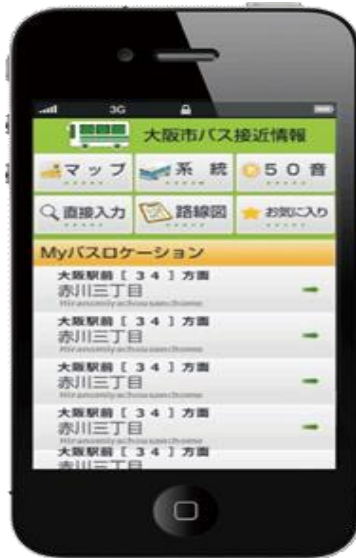 3G
大阪市バス接近情報
マップ 系統 50音
直接入力 路線図 お気に入り
Myバスロケーション
大阪駅前［３４］方面
赤川三丁目
大阪駅前［３４］方面
赤川三丁目
大阪駅前［３４］方面
赤川三丁目
大阪駅前［３４］方面
赤川三丁目
大阪駅前［３４］方面
赤川三丁目